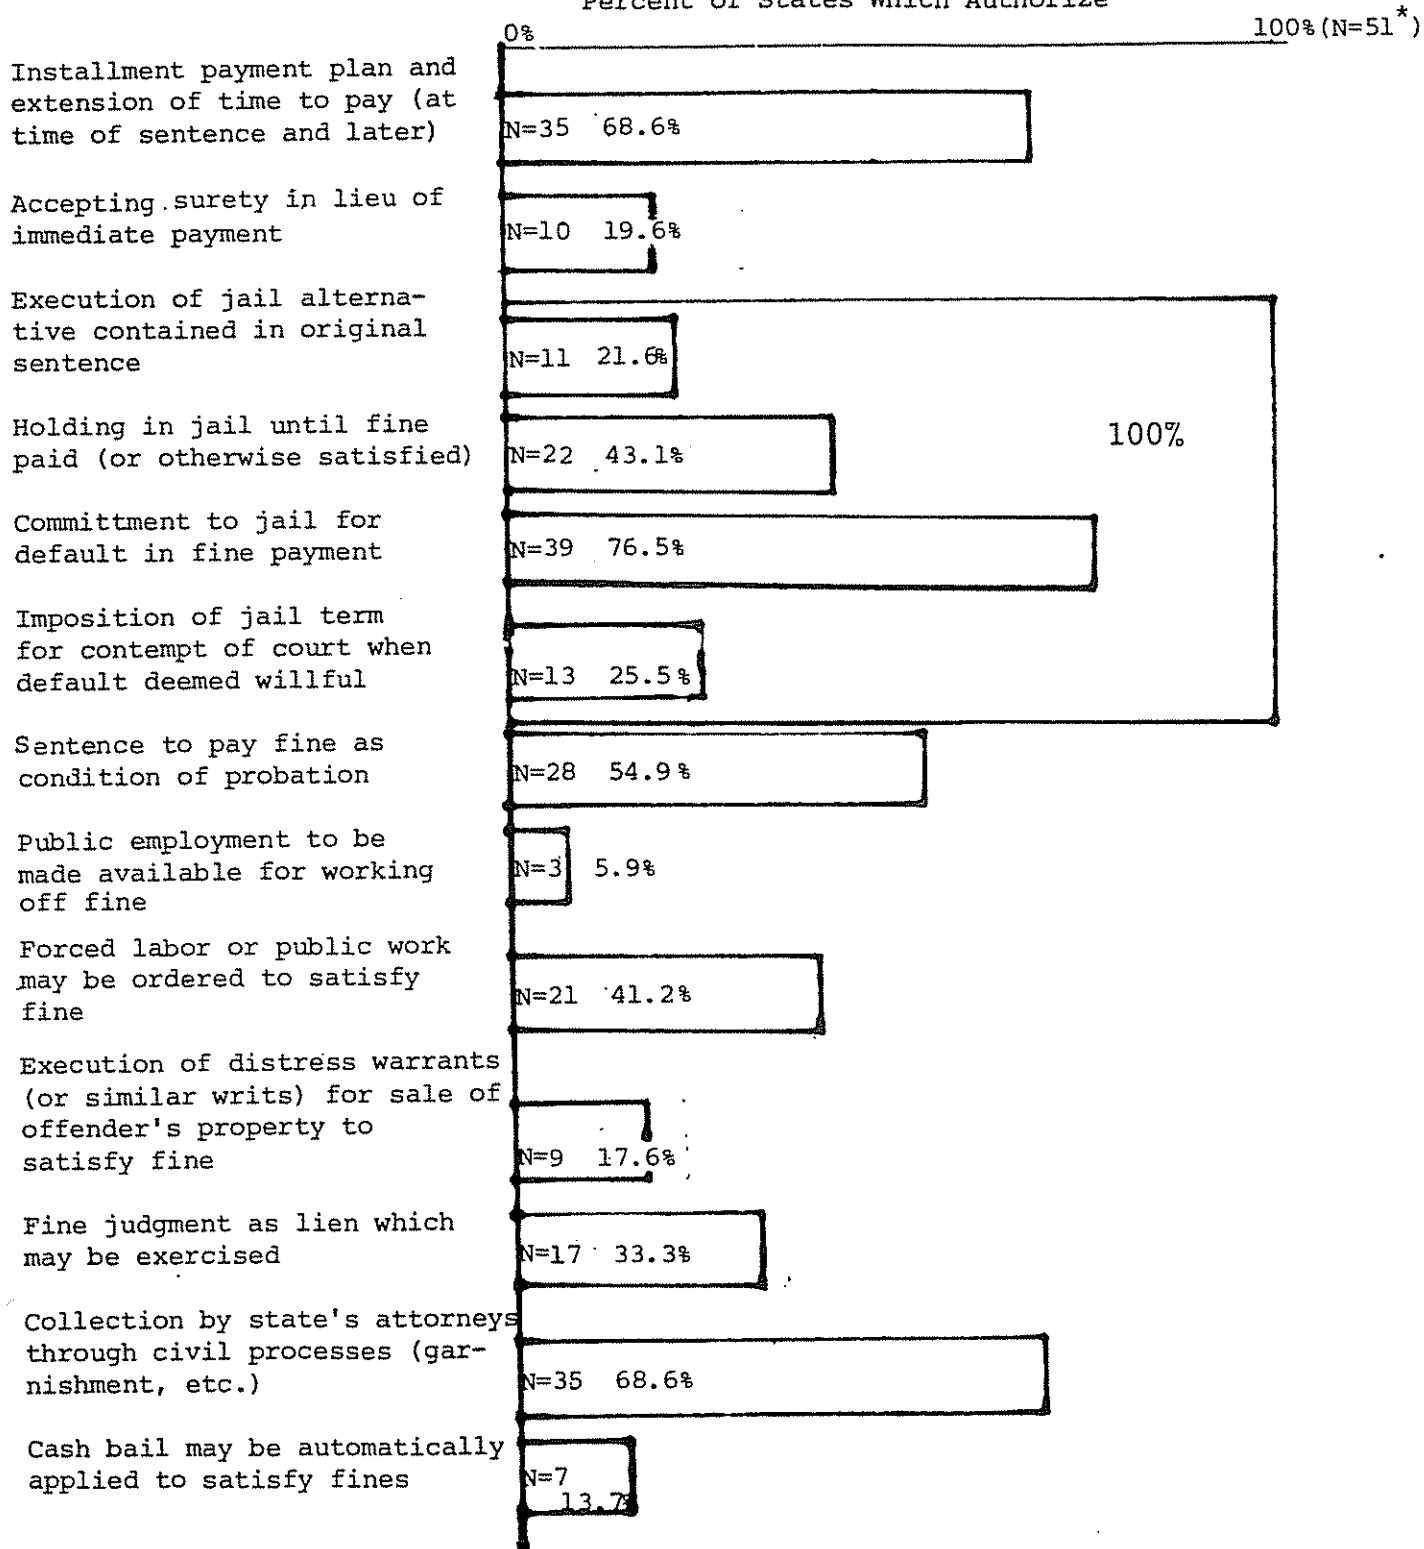 Percent of States Which Authorize
0% 100% (N=51*)
Installment payment plan and
extension of time to pay (at
time of sentence and later)
N=35 68.6%
Accepting surety in lieu of
immediate payment
N=10 19.6%
Execution of jail alterna-
tive contained in original
sentence
N=11 21.6%
Holding in jail until fine
paid (or otherwise satisfied)
N=22 43.1%
100%
Committment to jail for
default in fine payment
N=39 76.5%
Imposition of jail term
for contempt of court when
default deemed willful
N=13 25.5%
Sentence to pay fine as
condition of probation
N=28 54.9%
Public employment to be
made available for working
off fine
N=3 5.9%
Forced labor or public work
may be ordered to satisfy
fine
N=21 41.2%
Execution of distress warrants
(or similar writs) for sale of
offender's property to
satisfy fine
N=9 17.6%
Fine judgment as lien which
may be exercised
N=17 33.3%
Collection by state's attorneys
through civil processes (gar-
nishment, etc.)
N=35 68.6%
Cash bail may be automatically
applied to satisfy fines
N=7
13.7%